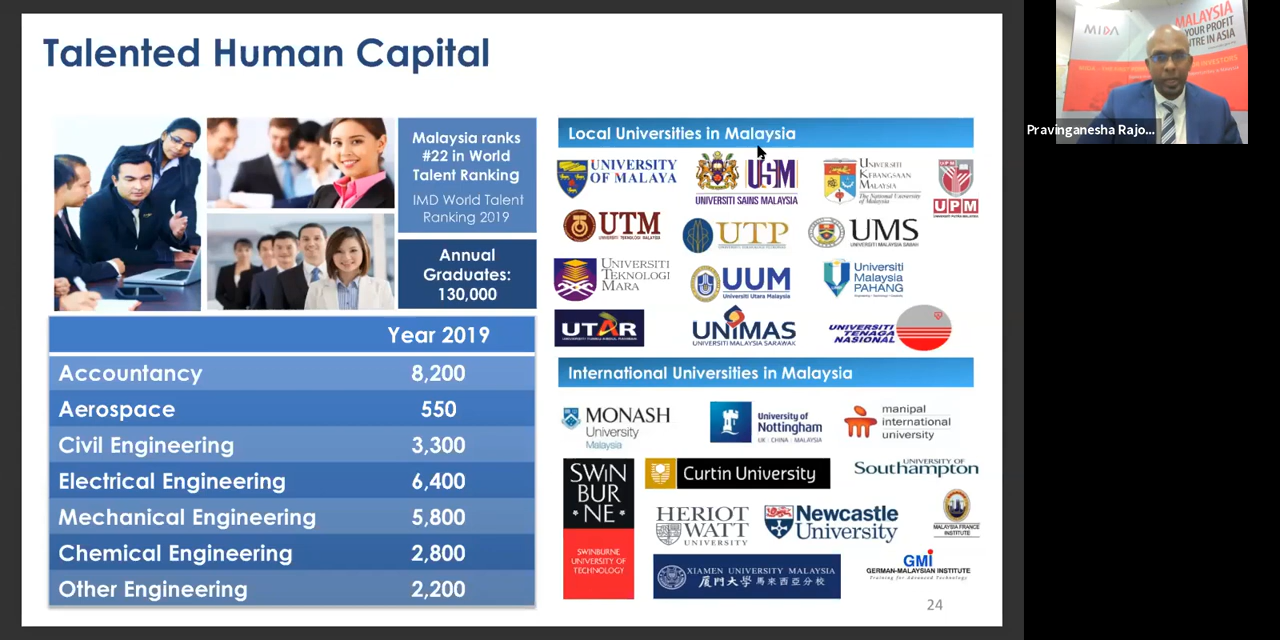 Talented Human Capital
Malaysia ranks
#22 in World
Talent Ranking
IMD World Talent
Ranking 2019
Annual
Graduates:
130,000
Year 2019
Accountancy 8,200
Aerospace 550
Civil Engineering 3,300
Electrical Engineering 6,400
Mechanical Engineering 5,800
Chemical Engineering 2,800
Other Engineering 2,200
Local Universities in Malaysia
UNIVERSITY
OF MALAYA
USM
UNIVERSITI SAINS MALAYSIA
UNIVERSITI
KEBANGSAAN
MALAYSIA
The National University
of Malaysia
UPM
UTM
UNIVERSITI TEKNOLOGI MALAYSIA
UTP
UMS
UNIVERSITI MALAYSIA SABAH
UNIVERSITI
TEKNOLOGI
MARA
UUM
Universiti Utara Malaysia
Universiti
Malaysia
PAHANG
UTAR
UNIMAS
UNIVERSITI MALAYSIA SARAWAK
UNIVERSITI
TENAGA
NASIONAL
International Universities in Malaysia
MONASH
University
Malaysia
University of
Nottingham
UK | CHINA | MALAYSIA
manipal
international
university
SWIN
BUR
NE
SWINBURNE
UNIVERSITY OF
TECHNOLOGY
Curtin University
UNIVERSITY OF
Southampton
HERIOT
WATT
UNIVERSITY
Newcastle
University
MALAYSIA FRANCE
INSTITUTE
XIAMEN UNIVERSITY MALAYSIA
厦門大學 馬來西亞分校
GMI
GERMAN-MALAYSIAN INSTITUTE
Training for Advanced Technology
24
MIDA
MALAYSIA
YOUR PROFIT
CENTRE IN ASIA
Pravinganesha Rajo...